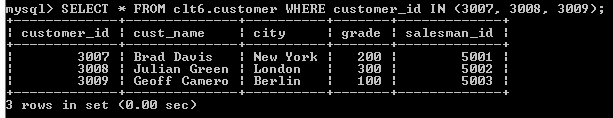 mysql> SELECT * FROM clt6.customer WHERE customer_id IN (3007, 3008, 3009);
+-------------+--------------+----------+-------+-------------+
| customer_id | cust_name    | city     | grade | salesman_id |
+-------------+--------------+----------+-------+-------------+
|        3007 | Brad Davis   | New York |   200 |        5001 |
|        3008 | Julian Green | London   |   300 |        5002 |
|        3009 | Geoff Camero | Berlin   |   100 |        5003 |
+-------------+--------------+----------+-------+-------------+
3 rows in set (0.00 sec)